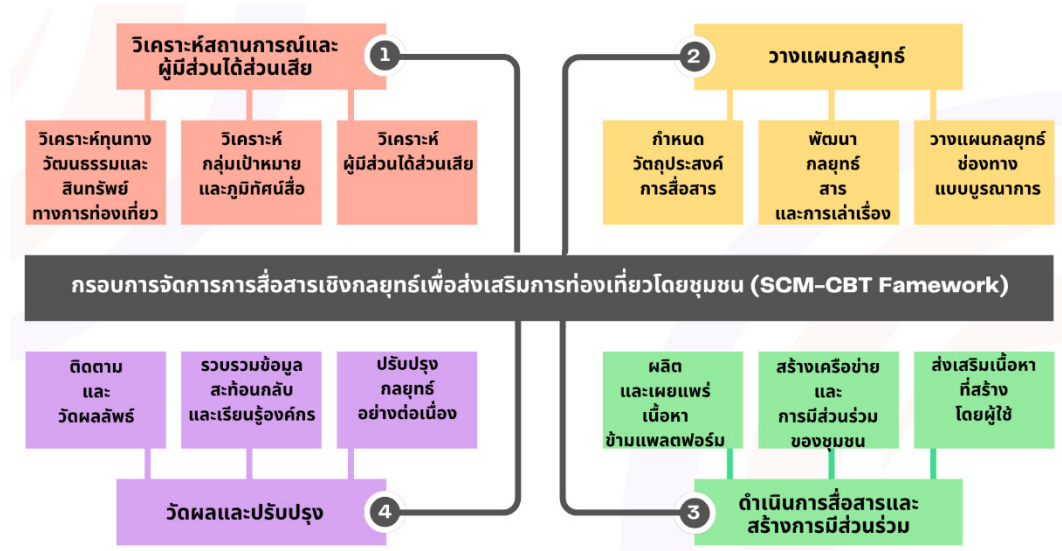 วิเคราะห์สถานการณ์และ
ผู้มีส่วนได้ส่วนเสีย
1
วิเคราะห์ทุนทาง
วัฒนธรรมและ
สินทรัพย์
ทางการท่องเที่ยว
วิเคราะห์
กลุ่มเป้าหมาย
และภูมิทัศน์สื่อ
วิเคราะห์
ผู้มีส่วนได้ส่วนเสีย
2
วางแผนกลยุทธ์
กำหนด
วัตถุประสงค์
การสื่อสาร
พัฒนา
กลยุทธ์
สาร
และการเล่าเรื่อง
วางแผนกลยุทธ์
ช่องทาง
แบบบูรณาการ
กรอบการจัดการการสื่อสารเชิงกลยุทธ์เพื่อส่งเสริมการท่องเที่ยวโดยชุมชน (SCM-CBT Famework)
ติดตาม
และ
วัดผลลัพธ์
รวบรวมข้อมูล
สะท้อนกลับ
และเรียนรู้องค์กร
ปรับปรุง
กลยุทธ์
อย่างต่อเนื่อง
วัดผลและปรับปรุง
4
ผลิต
และเผยแพร่
เนื้อหา
ข้ามแพลตฟอร์ม
สร้างเครือข่าย
และ
การมีส่วนร่วม
ของชุมชน
ส่งเสริมเนื้อหา
ที่สร้าง
โดยผู้ใช้
3
ดำเนินการสื่อสารและ
สร้างการมีส่วนร่วม